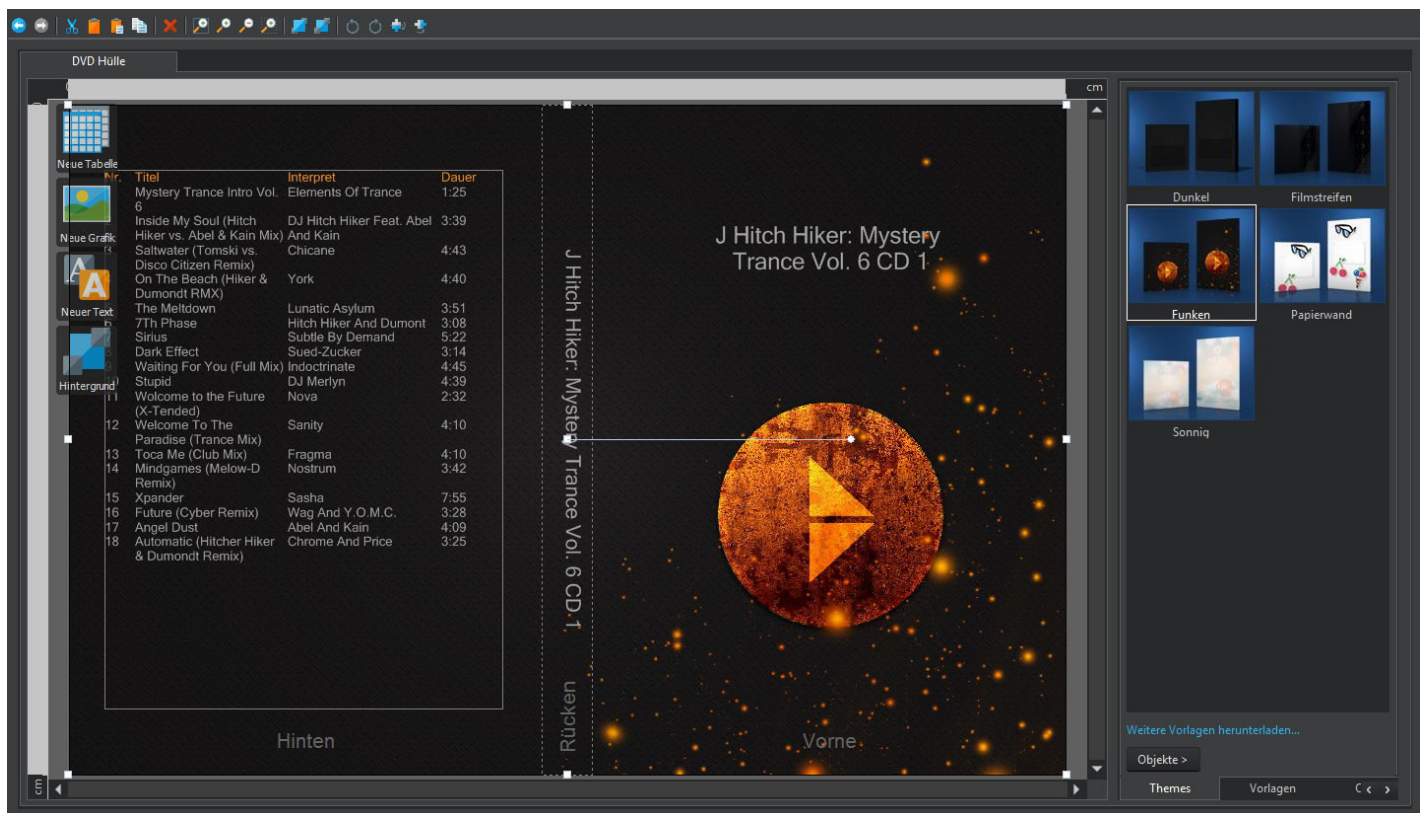 DVD Hülle
cm
Neue Tabelle
Neue Grafik
Neuer Text
Hintergrund
Nr. Titel Interpret Dauer
Mystery Trance Intro Vol. Elements Of Trance 1:25
6
Inside My Soul (Hitch DJ Hitch Hiker Feat. Abel 3:39
Hiker vs. Abel & Kain Mix) And Kain
Saltwater (Tomski vs. Chicane 4:43
Disco Citizen Remix)
On The Beach (Hiker & York 4:40
Dumondt RMX)
The Meltdown Lunatic Asylum 3:51
7Th Phase Hitch Hiker And Dumont 3:08
Sirius Subtle By Demand 5:22
Dark Effect Sued-Zucker 3:14
Waiting For You (Full Mix) Indoctrinate 4:45
Stupid DJ Merlyn 4:39
11 Wolcome to the Future Nova 2:32
(X-Tended)
12 Welcome To The Sanity 4:10
Paradise (Trance Mix)
13 Toca Me (Club Mix) Fragma 4:10
14 Mindgames (Melow-D Nostrum 3:42
Remix)
15 Xpander Sasha 7:55
16 Future (Cyber Remix) Wag And Y.O.M.C. 3:28
17 Angel Dust Abel And Kain 4:09
18 Automatic (Hitcher Hiker Chrome And Price 3:25
& Dumondt Remix)
Hinten
J Hitch Hiker: Mystery Trance Vol. 6 CD 1
Rücken
J Hitch Hiker: Mystery
Trance Vol. 6 CD 1
Vorne
cm
Dunkel
Filmstreifen
Funken
Papierwand
Sonnig
Weitere Vorlagen herunterladen...
Objekte >
Themes
Vorlagen